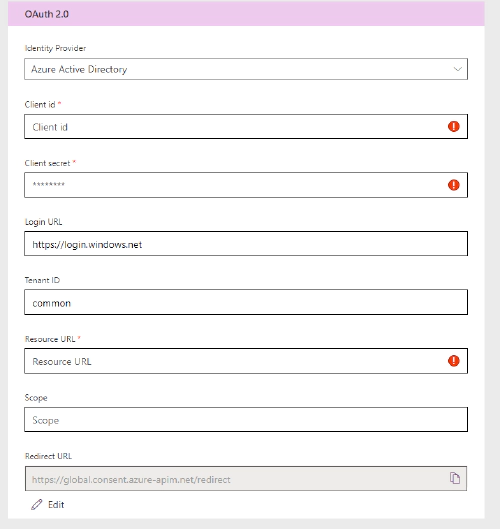 OAuth 2.0
Identity Provider
Azure Active Directory
Client id *
Client id
Client secret *
********
Login URL
https://login.windows.net
Tenant ID
common
Resource URL *
Resource URL
Scope
Scope
Redirect URL
https://global.consent.azure-apim.net/redirect
Edit